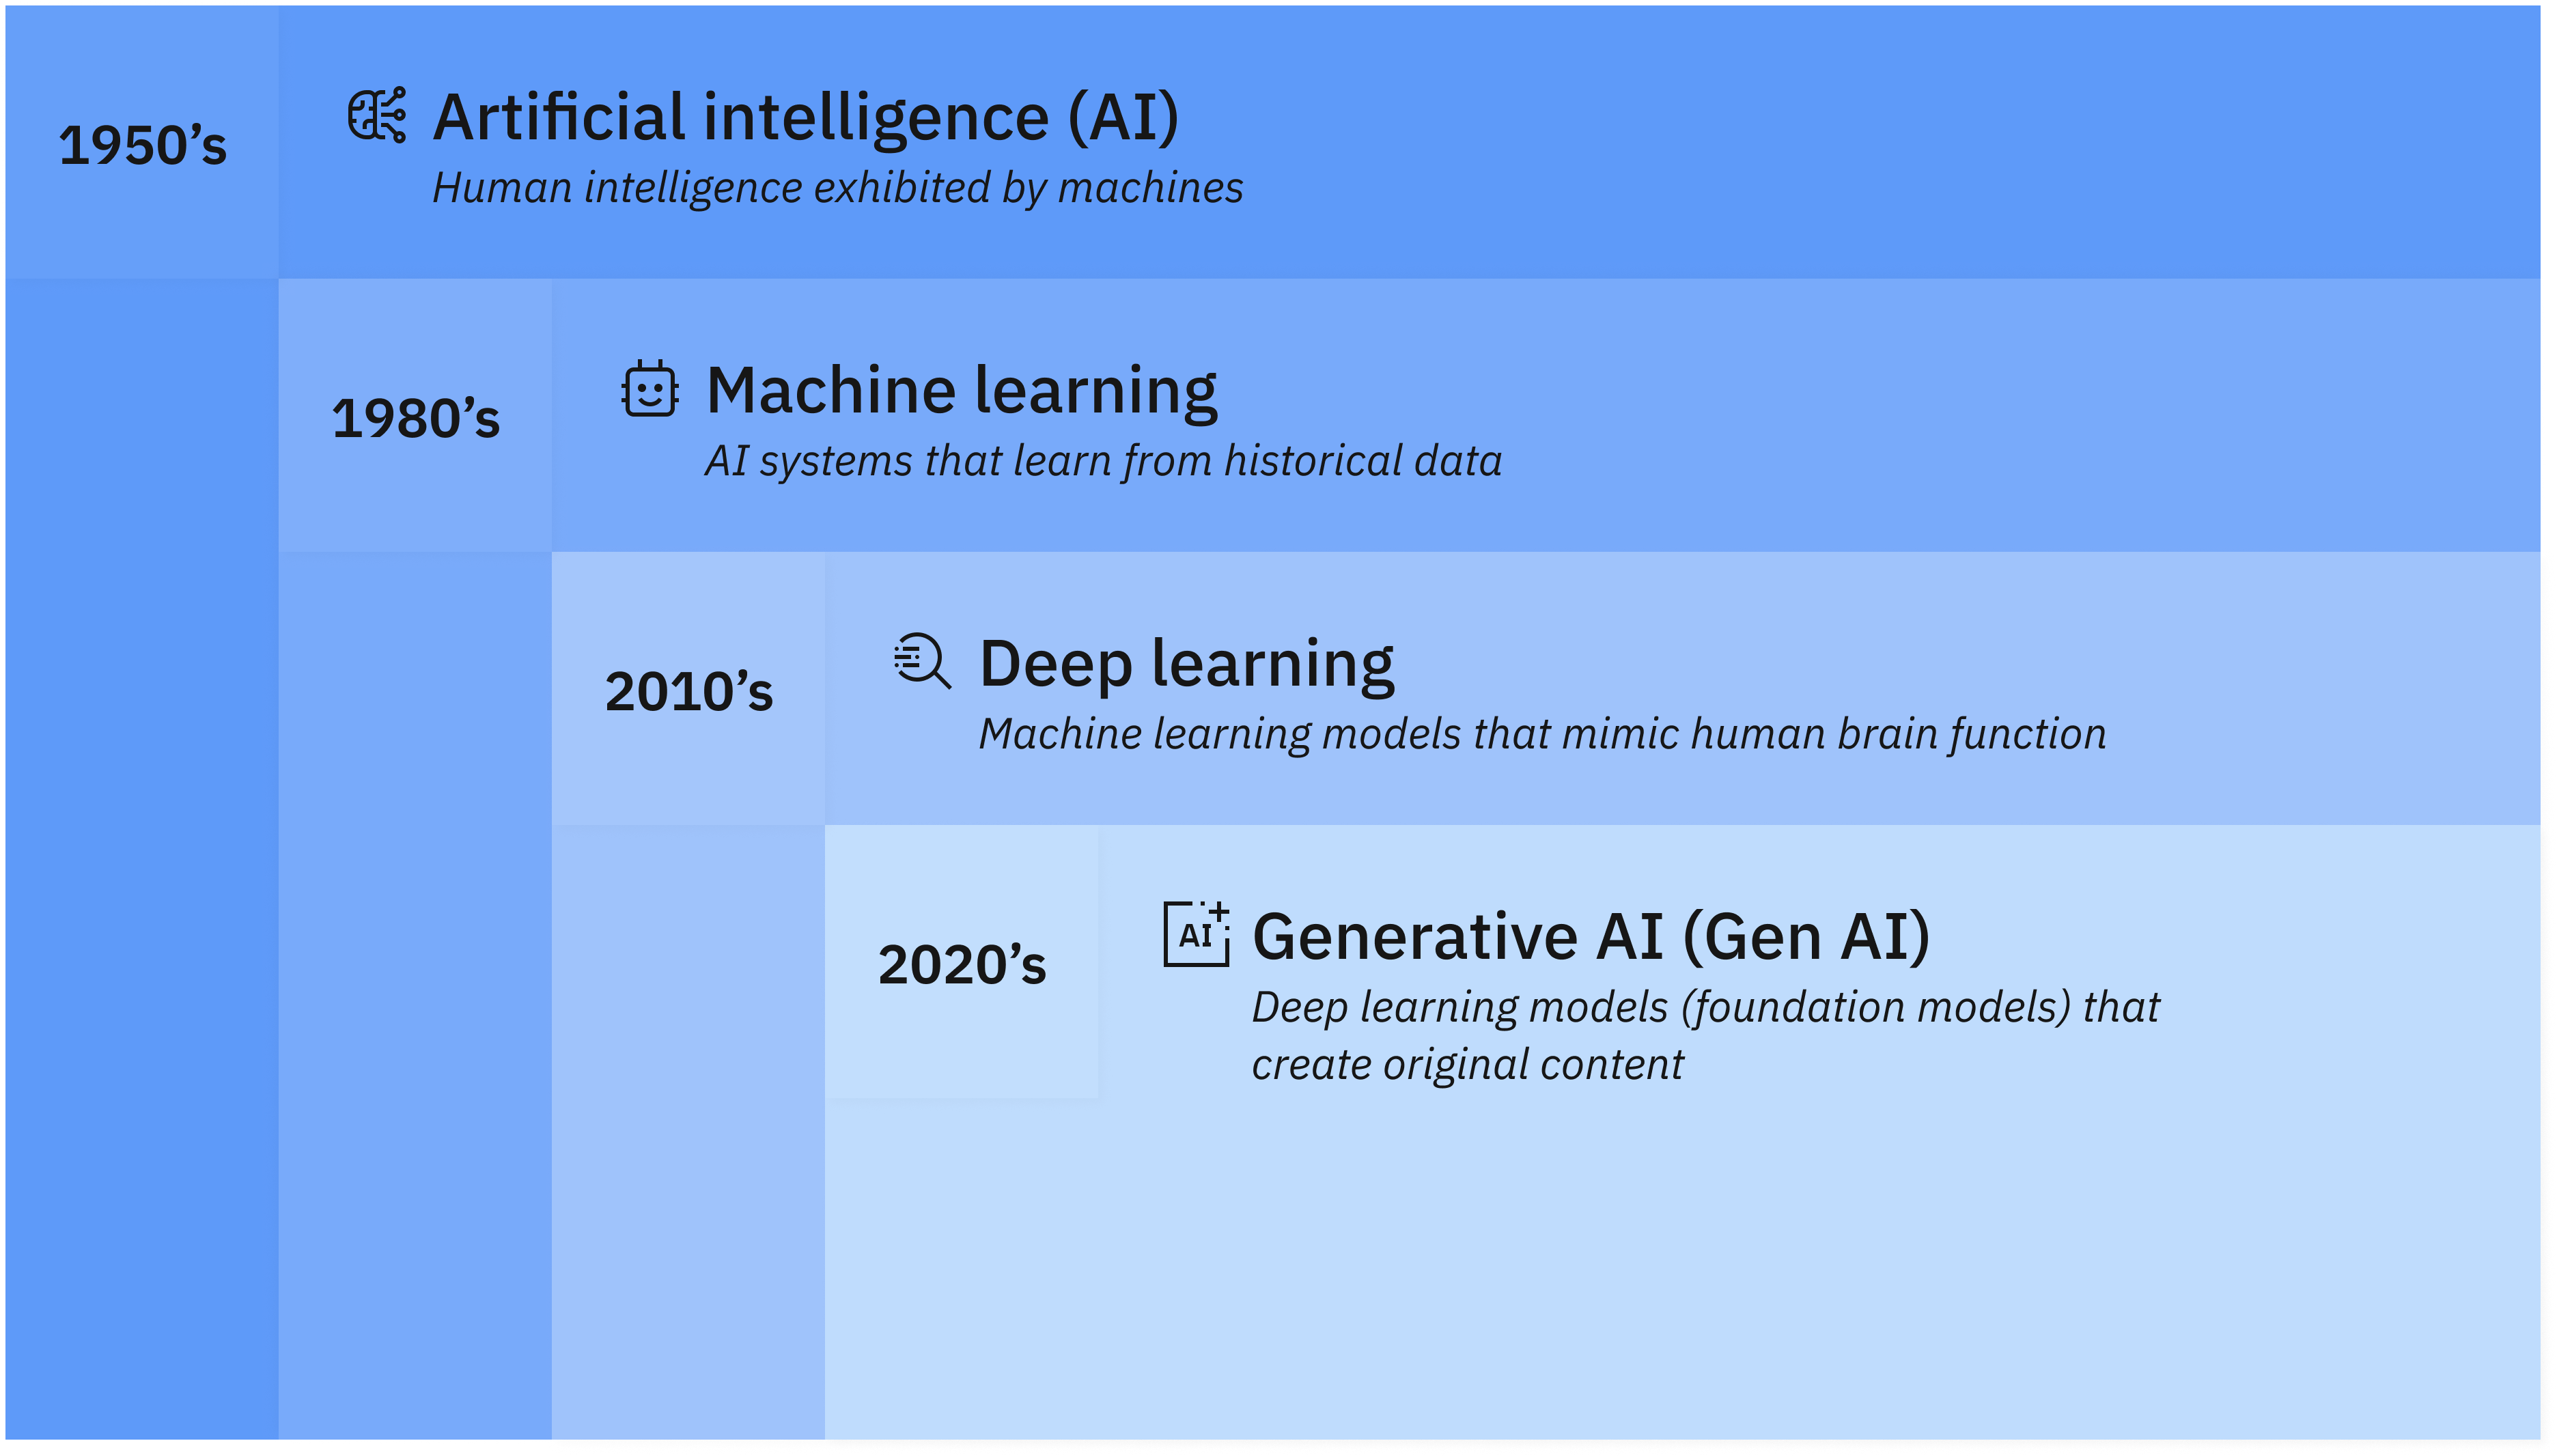 1950’s
Artificial intelligence (AI)
Human intelligence exhibited by machines
1980’s
Machine learning
AI systems that learn from historical data
2010’s
Deep learning
Machine learning models that mimic human brain function
2020’s
AI
Generative AI (Gen AI)
Deep learning models (foundation models) that
create original content